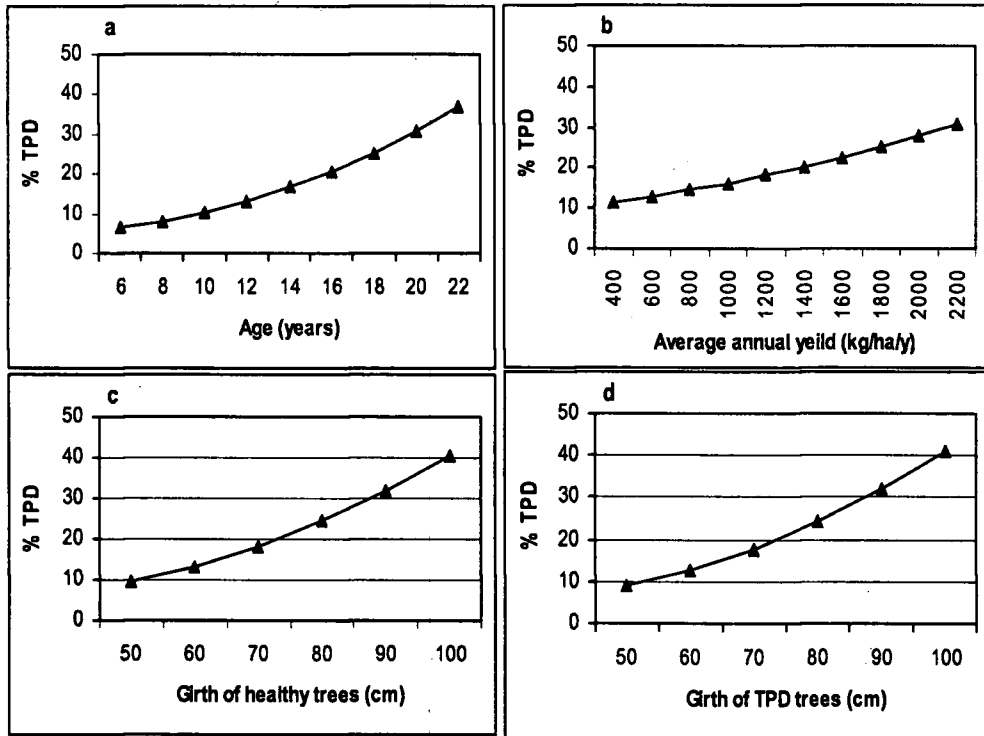 a
50
40
30
20
10
0
% TPD
6 8 10 12 14 16 18 20 22
Age (years)
b
50
40
30
20
10
0
% TPD
400 600 800 1000 1200 1400 1600 1800 2000 2200
Average annual yeild (kg/ha/y)
c
50
40
30
20
10
0
% TPD
50 60 70 80 90 100
Girth of healthy trees (cm)
d
50
40
30
20
10
0
% TPD
50 60 70 80 90 100
Girth of TPD trees (cm)